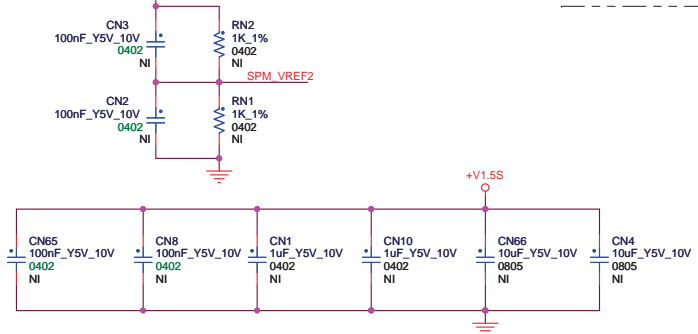 CN3
100nF_Y5V_10V
0402
NI
RN2
1K_1%
0402
NI
SPM_VREF2
CN2
100nF_Y5V_10V
0402
NI
RN1
1K_1%
0402
NI
+V1.5S
CN65
100nF_Y5V_10V
0402
NI
CN8
100nF_Y5V_10V
0402
NI
CN1
1uF_Y5V_10V
0402
NI
CN10
1uF_Y5V_10V
0402
NI
CN66
10uF_Y5V_10V
0805
NI
CN4
10uF_Y5V_10V
0805
NI